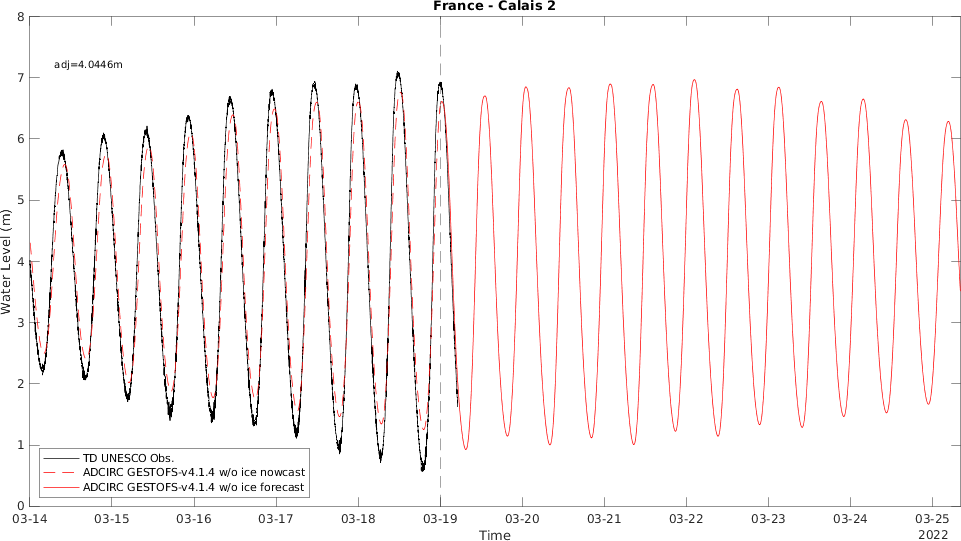 France - Calais 2
8
adj=4.0446m
7
6
5
4
3
2
1
0
Water Level (m)
TD UNESCO Obs.
ADCIRC GESTOFS-v4.1.4 w/o ice nowcast
ADCIRC GESTOFS-v4.1.4 w/o ice forecast
03-14 03-15 03-16 03-17 03-18 03-19 03-20 03-21 03-22 03-23 03-24 03-25
Time
2022